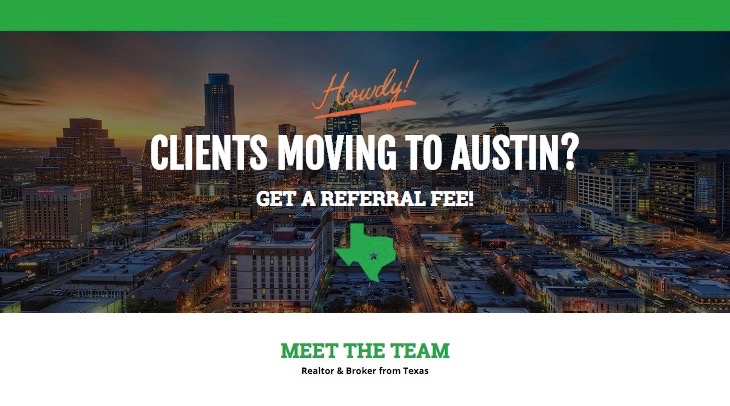 Howdy!
CLIENTS MOVING TO AUSTIN?
GET A REFERRAL FEE!
MEET THE TEAM
Realtor & Broker from Texas